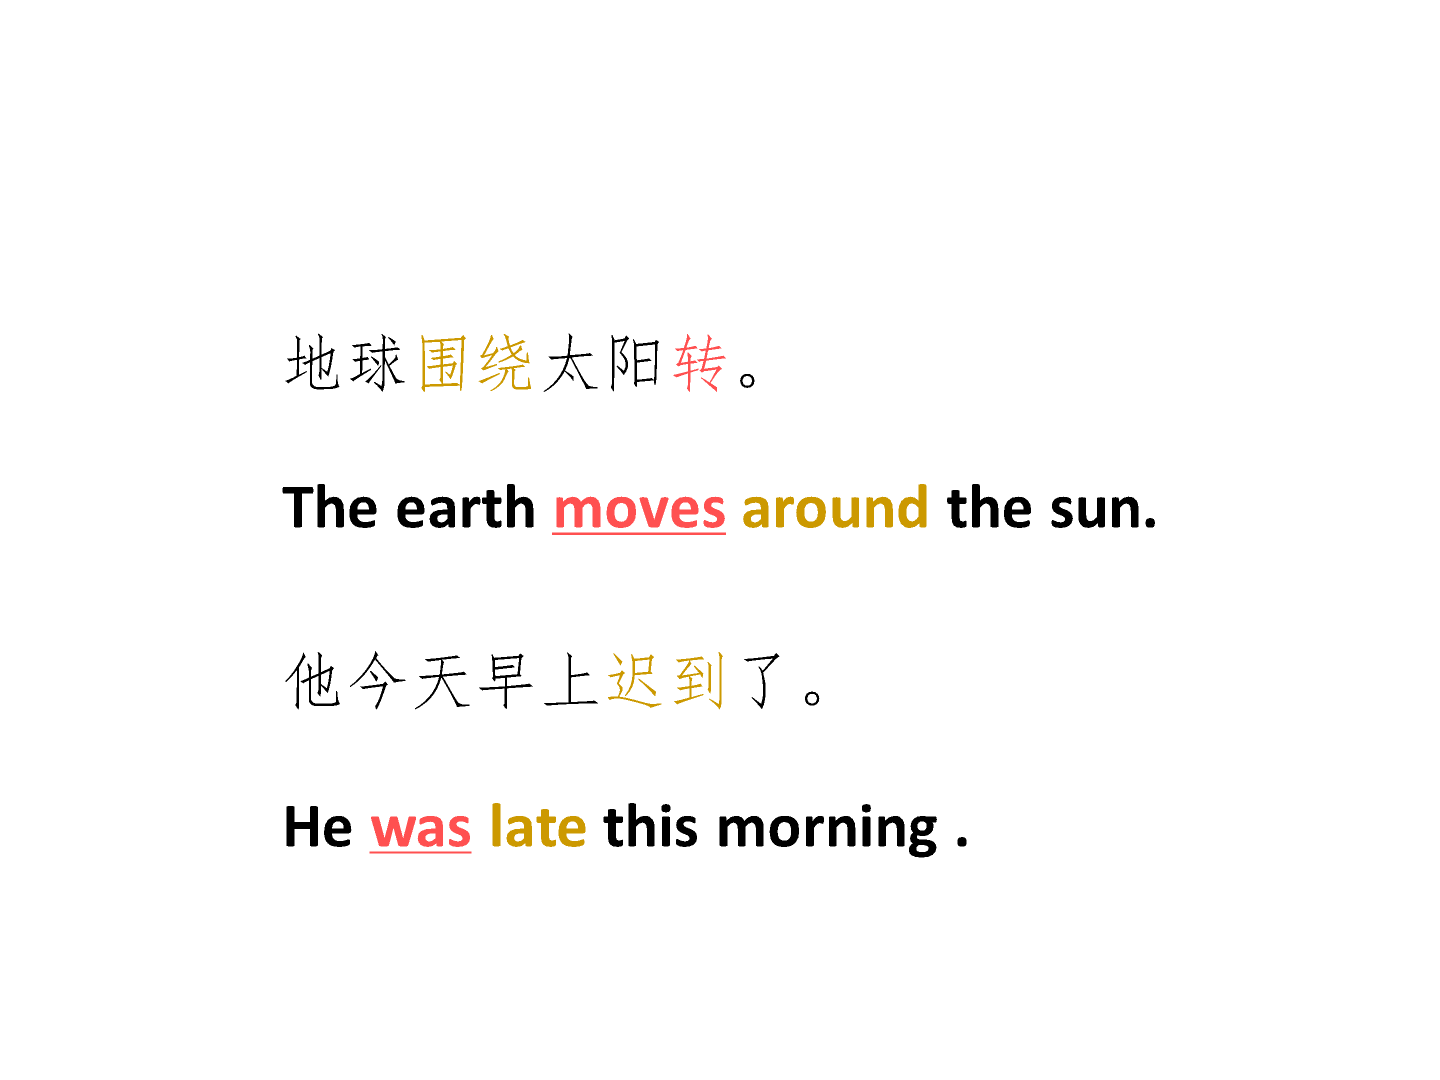 地球围绕太阳转。
The earth moves around the sun.
他今天早上迟到了。
He was late this morning .